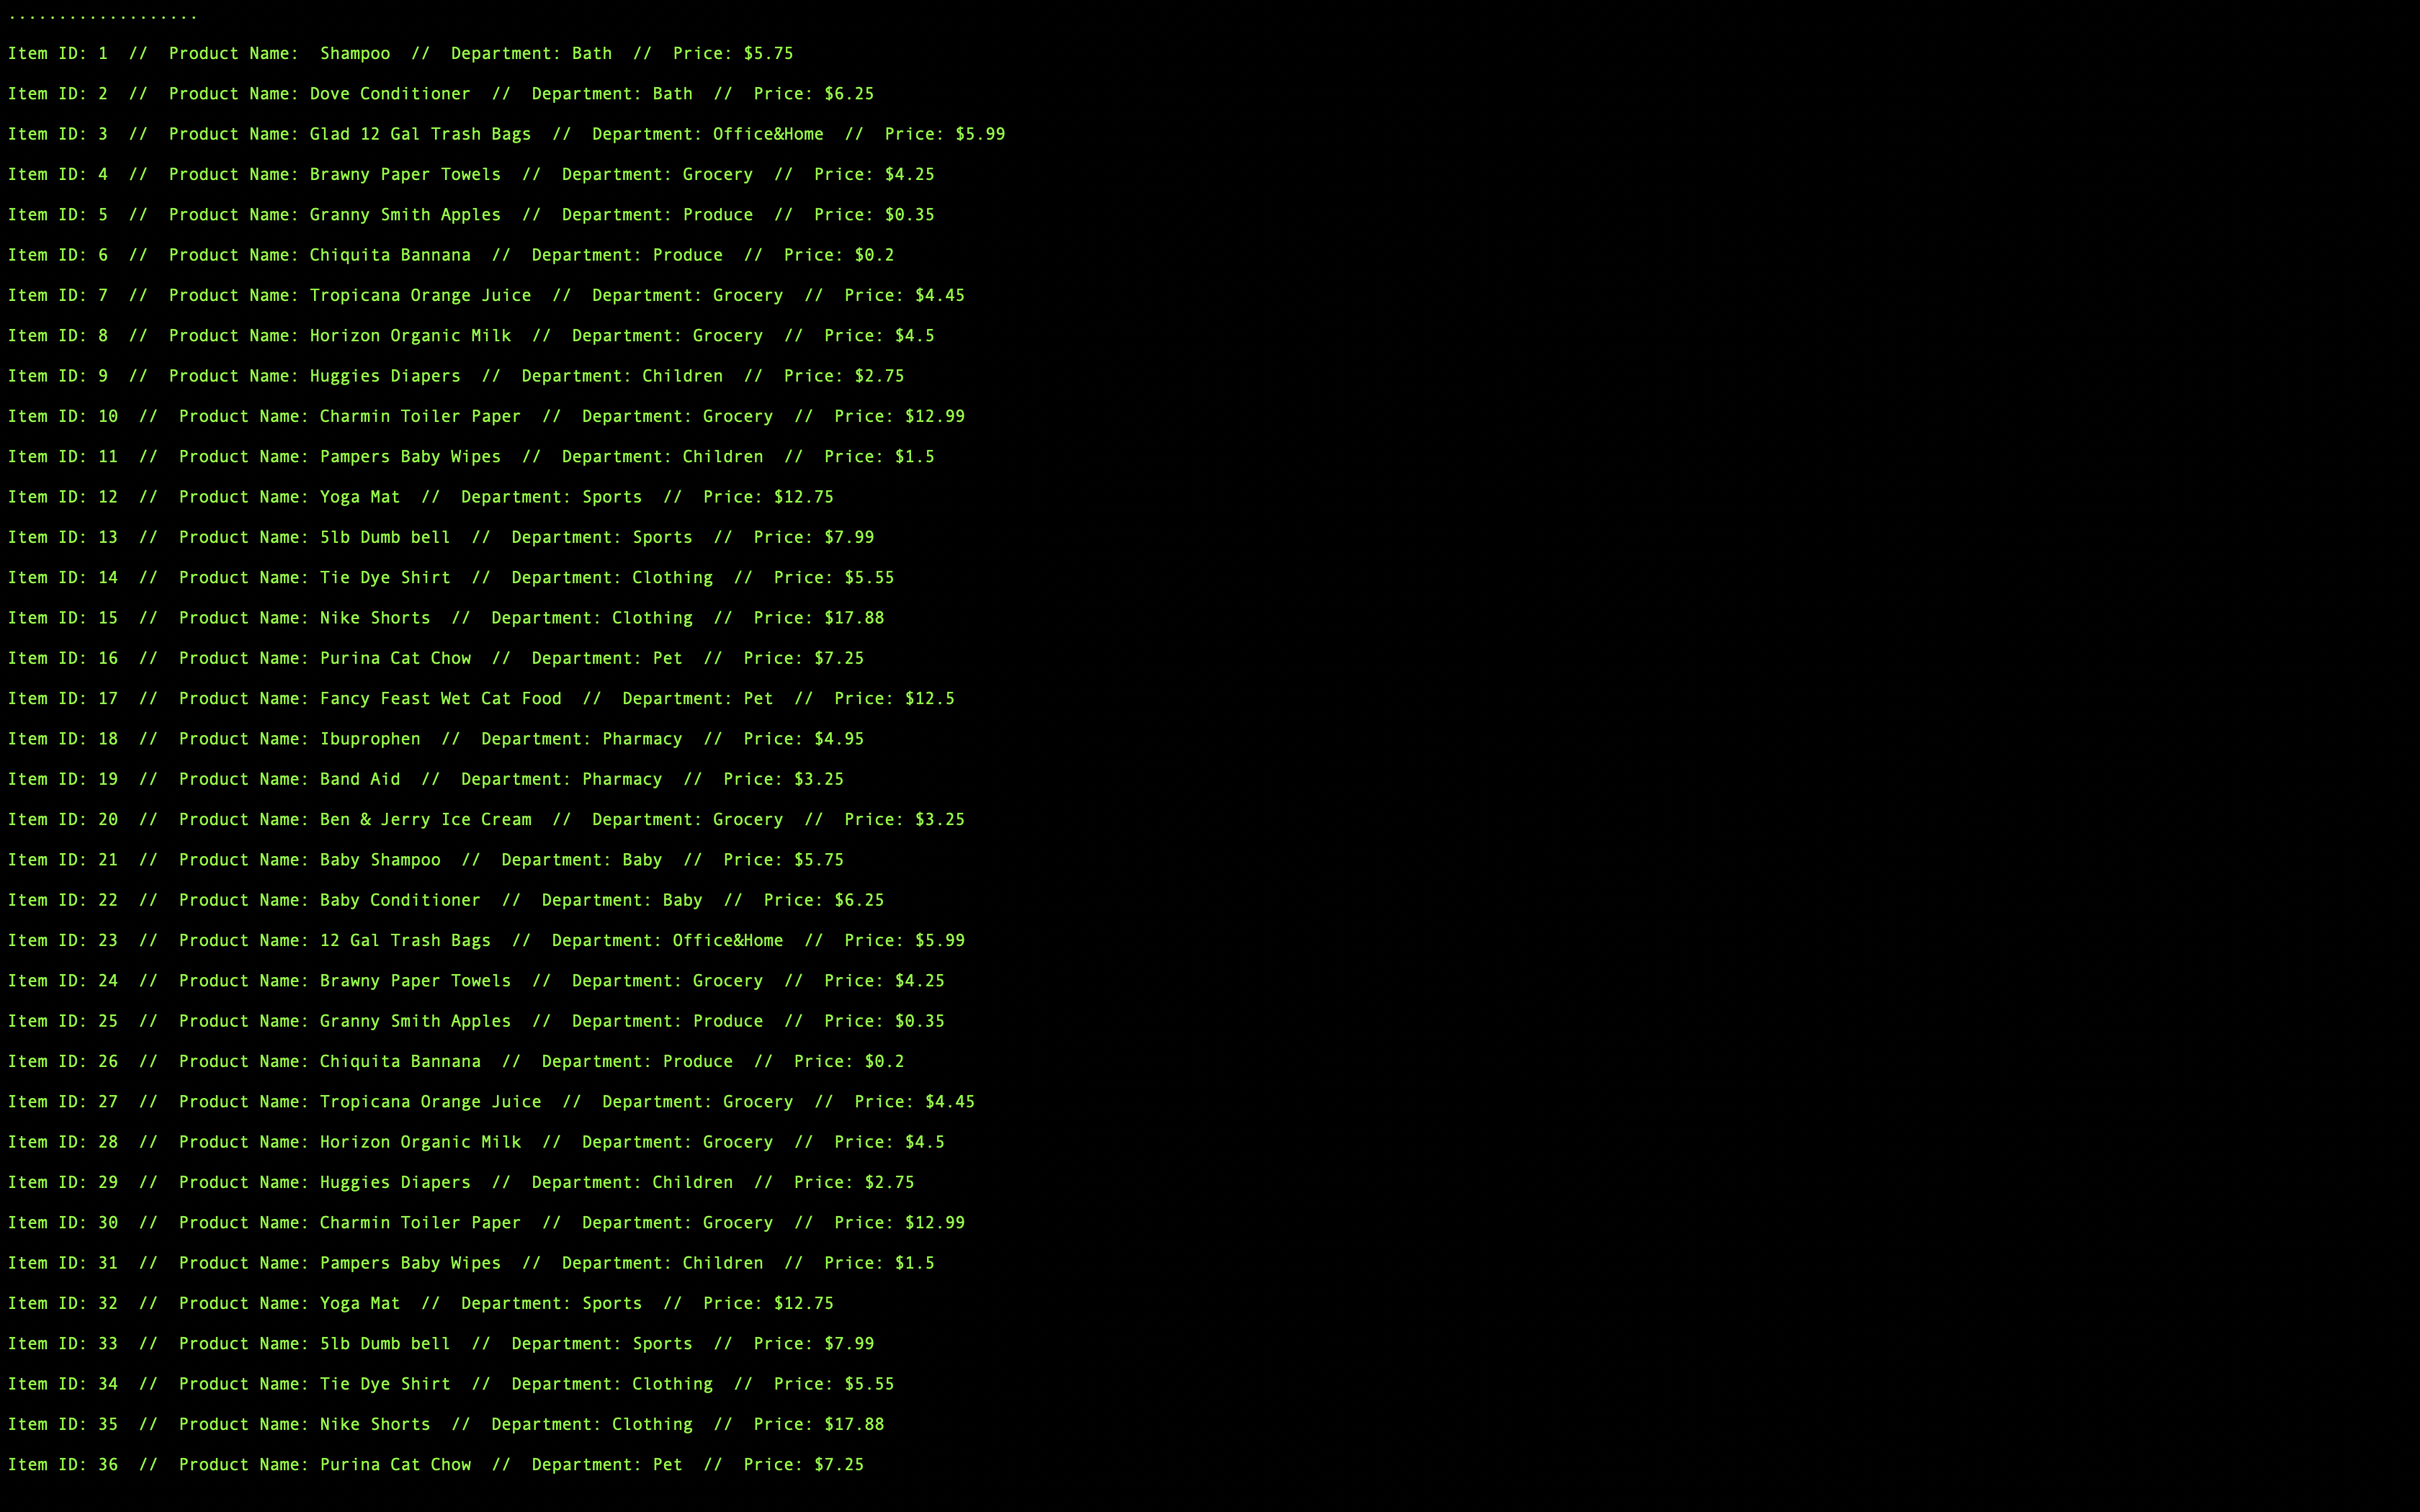 ...................
Item ID: 1  //  Product Name:  Shampoo  //  Department: Bath  //  Price: $5.75
Item ID: 2  //  Product Name: Dove Conditioner  //  Department: Bath  //  Price: $6.25
Item ID: 3  //  Product Name: Glad 12 Gal Trash Bags  //  Department: Office&Home  //  Price: $5.99
Item ID: 4  //  Product Name: Brawny Paper Towels  //  Department: Grocery  //  Price: $4.25
Item ID: 5  //  Product Name: Granny Smith Apples  //  Department: Produce  //  Price: $0.35
Item ID: 6  //  Product Name: Chiquita Bannana  //  Department: Produce  //  Price: $0.2
Item ID: 7  //  Product Name: Tropicana Orange Juice  //  Department: Grocery  //  Price: $4.45
Item ID: 8  //  Product Name: Horizon Organic Milk  //  Department: Grocery  //  Price: $4.5
Item ID: 9  //  Product Name: Huggies Diapers  //  Department: Children  //  Price: $2.75
Item ID: 10  //  Product Name: Charmin Toiler Paper  //  Department: Grocery  //  Price: $12.99
Item ID: 11  //  Product Name: Pampers Baby Wipes  //  Department: Children  //  Price: $1.5
Item ID: 12  //  Product Name: Yoga Mat  //  Department: Sports  //  Price: $12.75
Item ID: 13  //  Product Name: 5lb Dumb bell  //  Department: Sports  //  Price: $7.99
Item ID: 14  //  Product Name: Tie Dye Shirt  //  Department: Clothing  //  Price: $5.55
Item ID: 15  //  Product Name: Nike Shorts  //  Department: Clothing  //  Price: $17.88
Item ID: 16  //  Product Name: Purina Cat Chow  //  Department: Pet  //  Price: $7.25
Item ID: 17  //  Product Name: Fancy Feast Wet Cat Food  //  Department: Pet  //  Price: $12.5
Item ID: 18  //  Product Name: Ibuprophen  //  Department: Pharmacy  //  Price: $4.95
Item ID: 19  //  Product Name: Band Aid  //  Department: Pharmacy  //  Price: $3.25
Item ID: 20  //  Product Name: Ben & Jerry Ice Cream  //  Department: Grocery  //  Price: $3.25
Item ID: 21  //  Product Name: Baby Shampoo  //  Department: Baby  //  Price: $5.75
Item ID: 22  //  Product Name: Baby Conditioner  //  Department: Baby  //  Price: $6.25
Item ID: 23  //  Product Name: 12 Gal Trash Bags  //  Department: Office&Home  //  Price: $5.99
Item ID: 24  //  Product Name: Brawny Paper Towels  //  Department: Grocery  //  Price: $4.25
Item ID: 25  //  Product Name: Granny Smith Apples  //  Department: Produce  //  Price: $0.35
Item ID: 26  //  Product Name: Chiquita Bannana  //  Department: Produce  //  Price: $0.2
Item ID: 27  //  Product Name: Tropicana Orange Juice  //  Department: Grocery  //  Price: $4.45
Item ID: 28  //  Product Name: Horizon Organic Milk  //  Department: Grocery  //  Price: $4.5
Item ID: 29  //  Product Name: Huggies Diapers  //  Department: Children  //  Price: $2.75
Item ID: 30  //  Product Name: Charmin Toiler Paper  //  Department: Grocery  //  Price: $12.99
Item ID: 31  //  Product Name: Pampers Baby Wipes  //  Department: Children  //  Price: $1.5
Item ID: 32  //  Product Name: Yoga Mat  //  Department: Sports  //  Price: $12.75
Item ID: 33  //  Product Name: 5lb Dumb bell  //  Department: Sports  //  Price: $7.99
Item ID: 34  //  Product Name: Tie Dye Shirt  //  Department: Clothing  //  Price: $5.55
Item ID: 35  //  Product Name: Nike Shorts  //  Department: Clothing  //  Price: $17.88
Item ID: 36  //  Product Name: Purina Cat Chow  //  Department: Pet  //  Price: $7.25